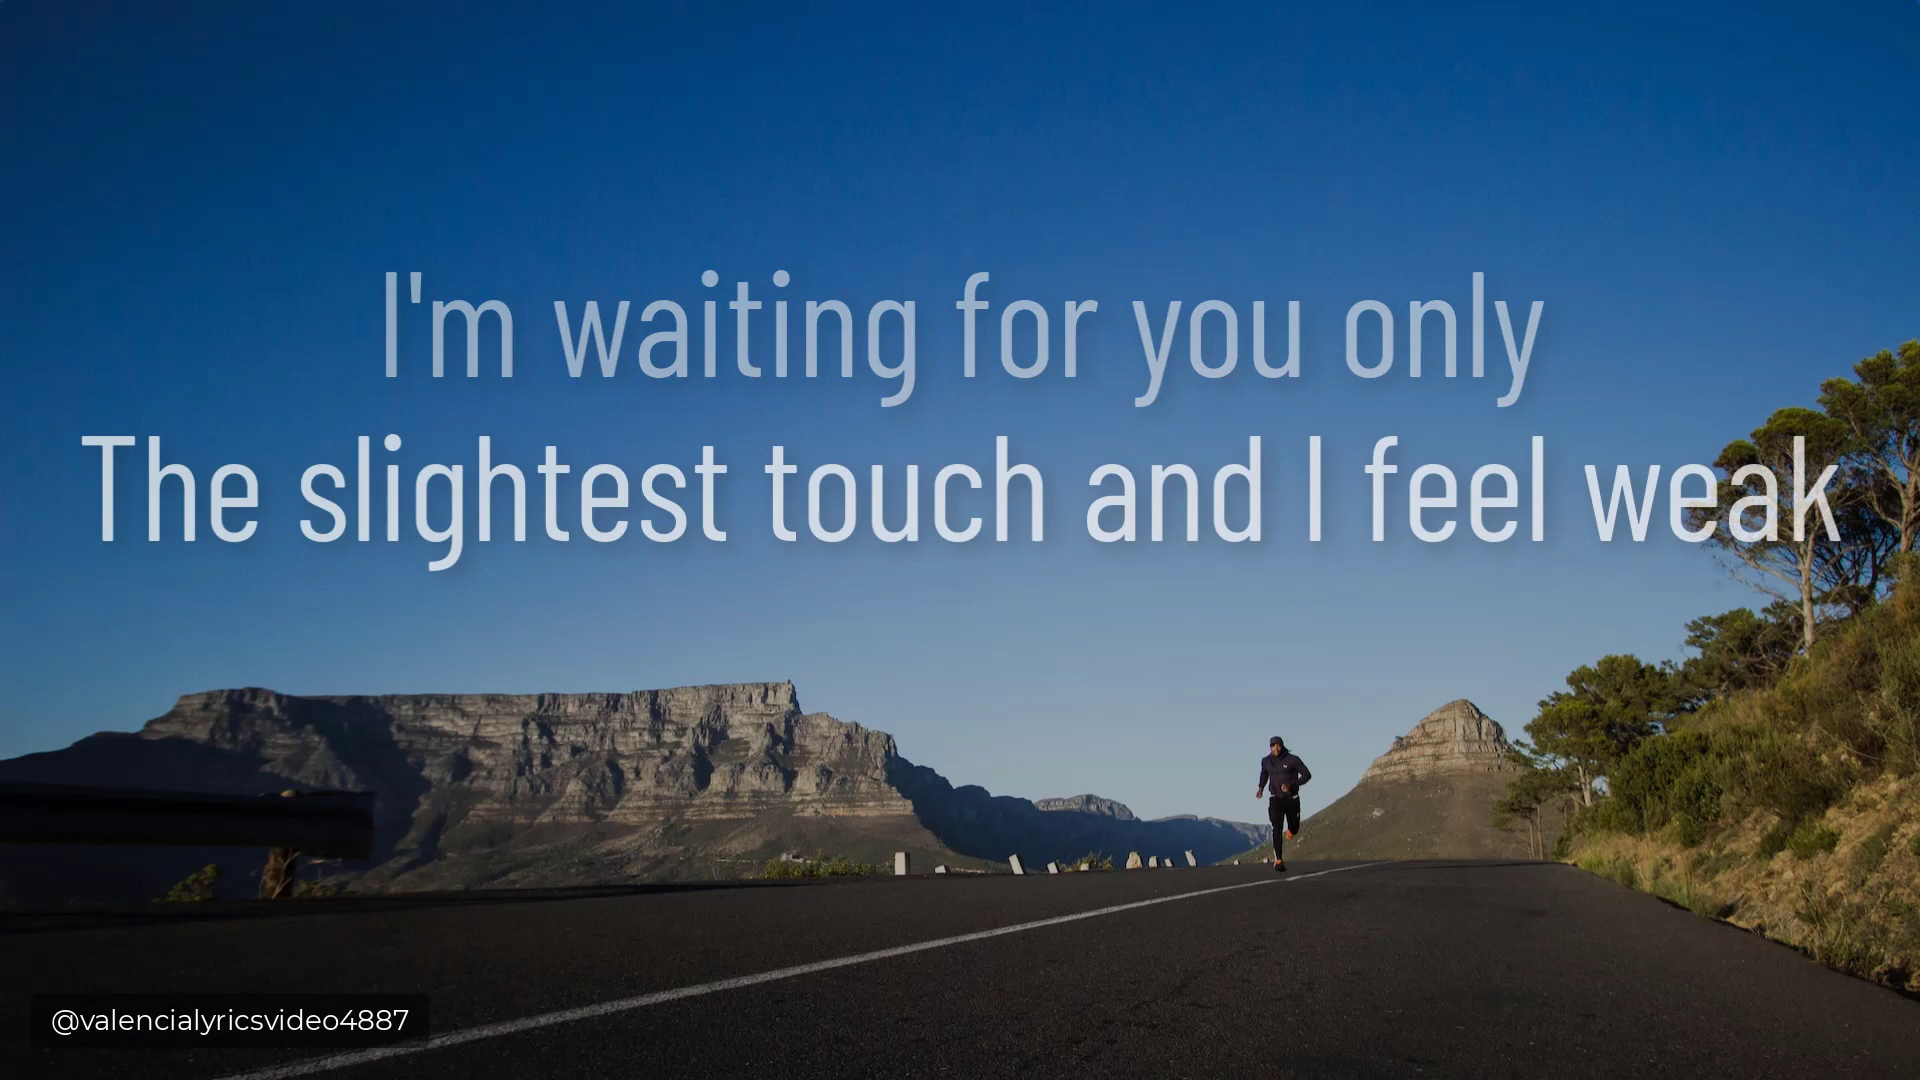 I'm waiting for you only
The slightest touch and I feel weak
@valencialyricsvideo4887